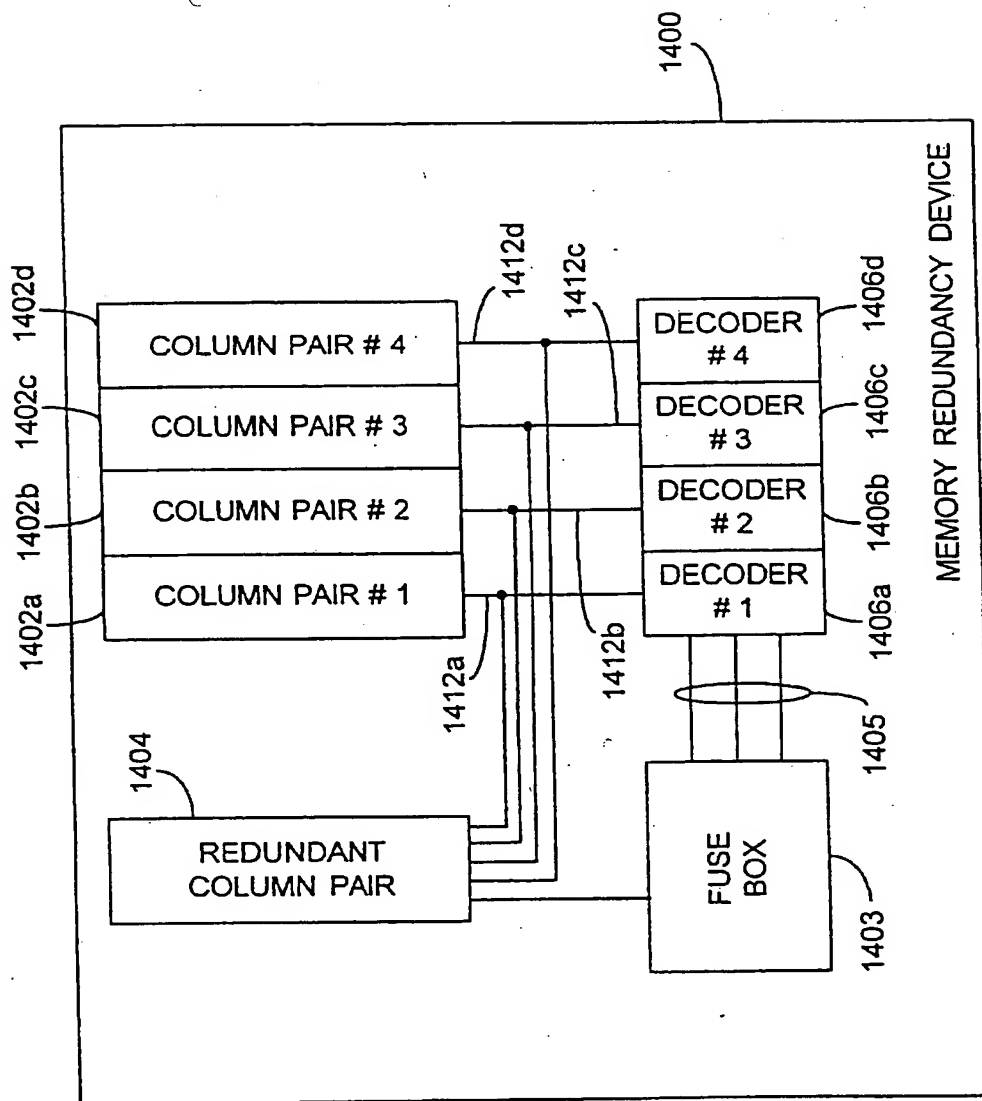 1400
1402a
1402b
1402c
1402d
COLUMN PAIR # 1
COLUMN PAIR # 2
COLUMN PAIR # 3
COLUMN PAIR # 4
1404
REDUNDANT
COLUMN PAIR
1412a
1412b
1412c
1412d
DECODER
# 1
DECODER
# 2
DECODER
# 3
DECODER
# 4
1406a
1406b
1406c
1406d
1405
FUSE
BOX
1403
MEMORY REDUNDANCY DEVICE